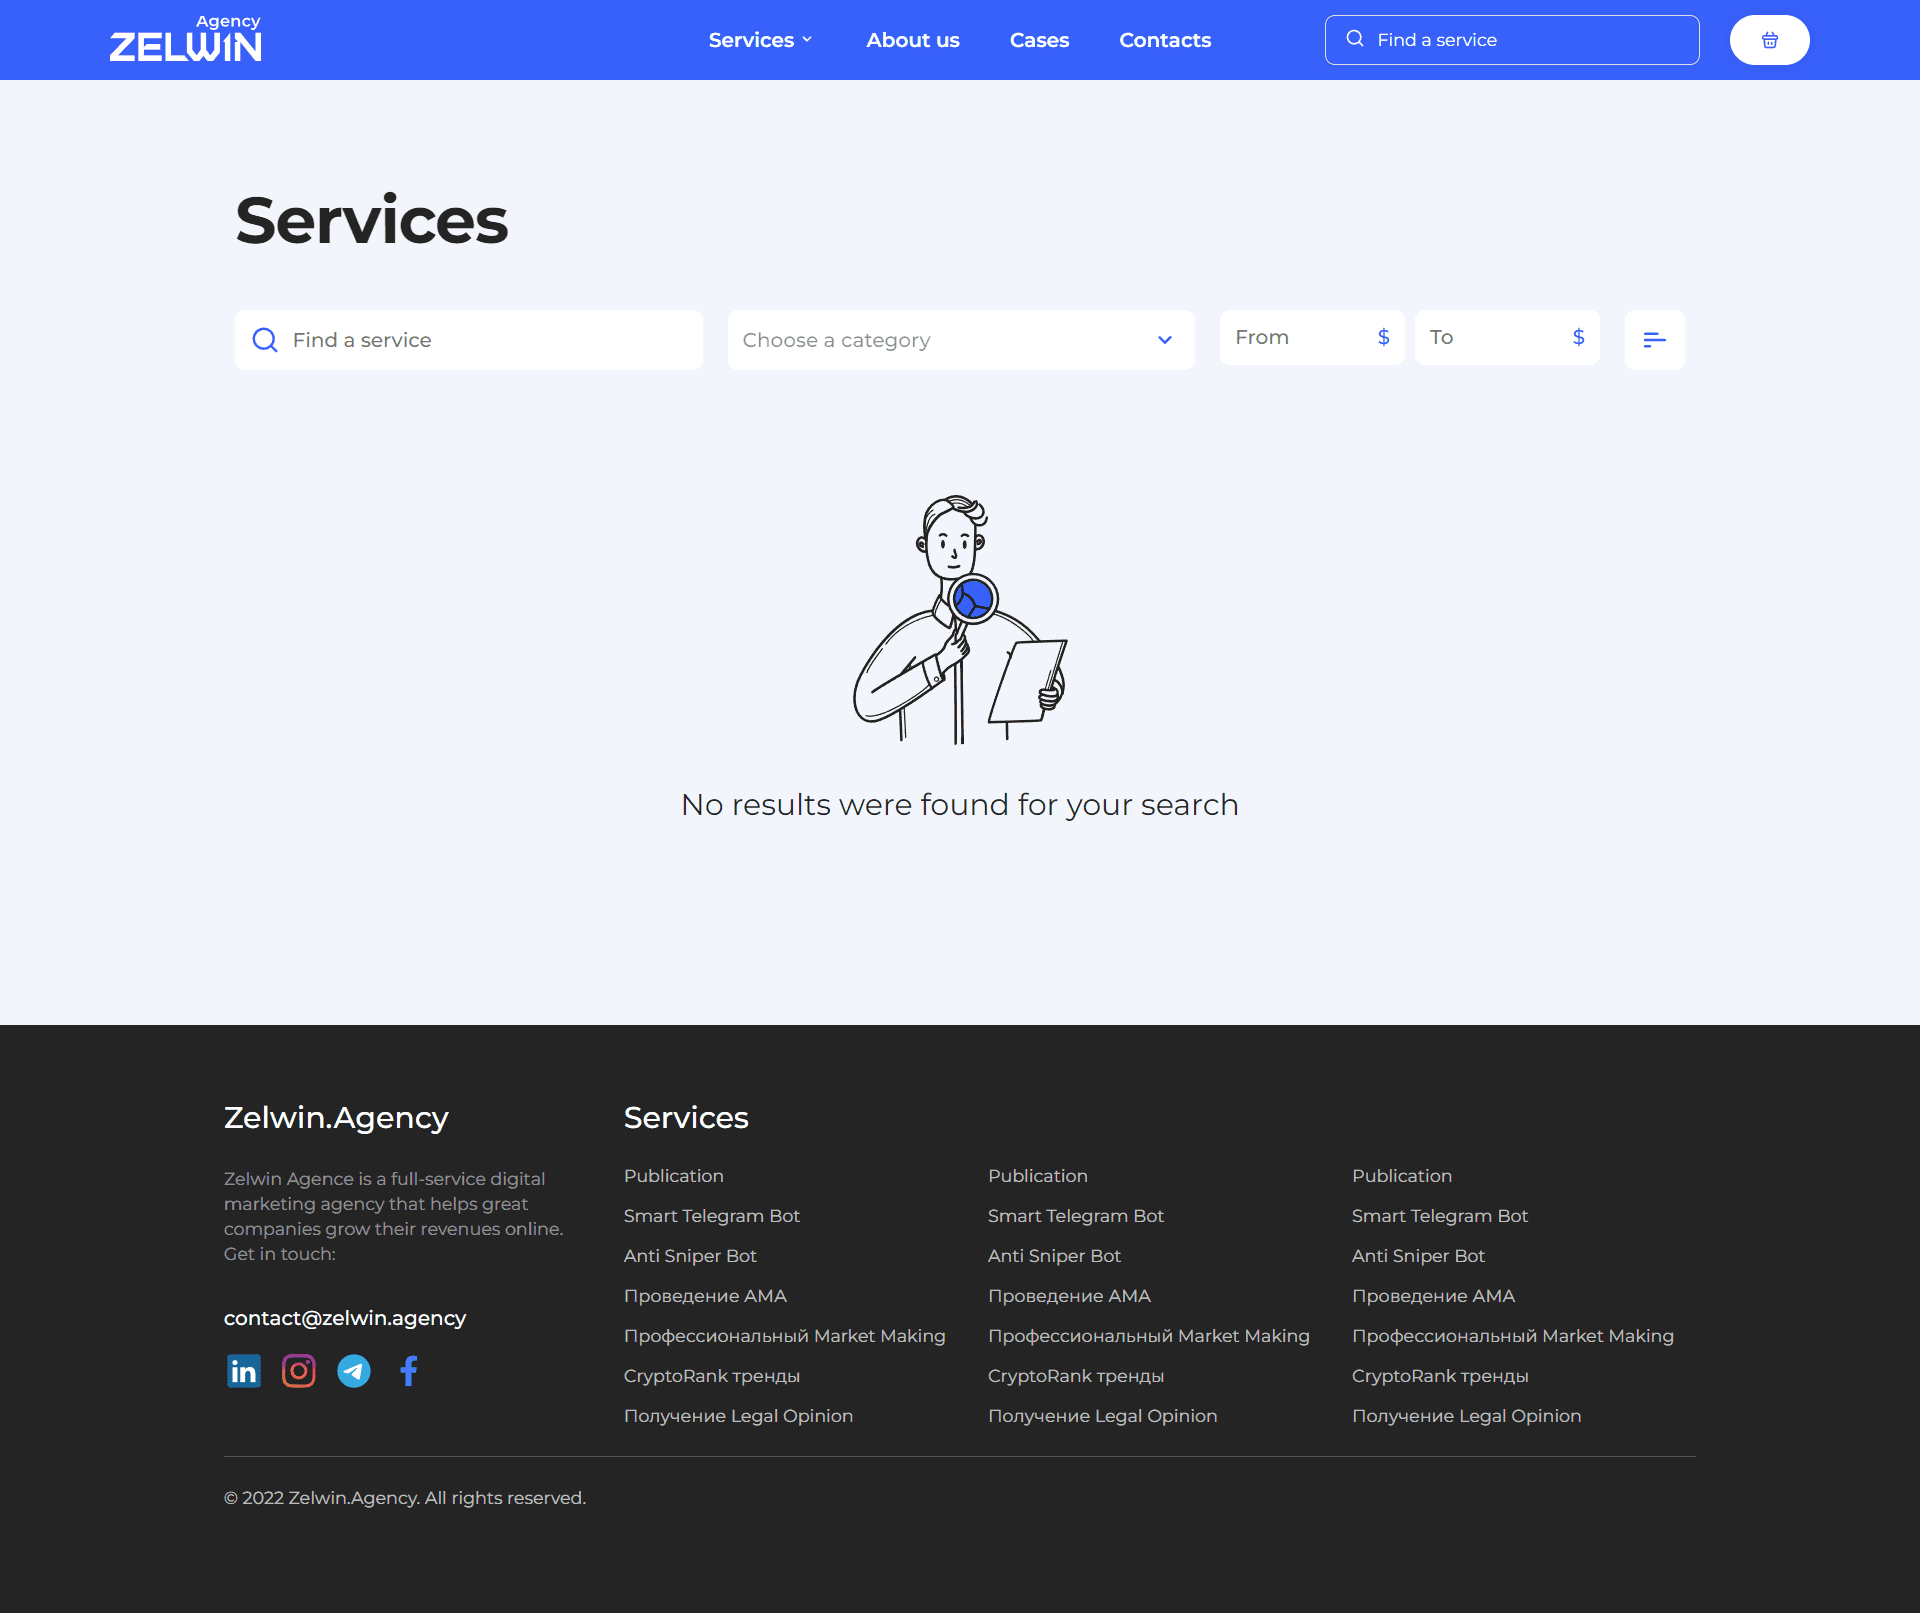 Agency
ZELWIN
Services
About us
Cases
Contacts
Find a service
Services
Find a service
Choose a category
From $
To $
No results were found for your search
Zelwin.Agency
Zelwin Agence is a full-service digital
marketing agency that helps great
companies grow their revenues online.
Get in touch:
contact@zelwin.agency
in
Services
Publication
Smart Telegram Bot
Anti Sniper Bot
Проведение AMA
Профессиональный Market Making
CryptoRank тренды
Получение Legal Opinion
Publication
Smart Telegram Bot
Anti Sniper Bot
Проведение AMA
Профессиональный Market Making
CryptoRank тренды
Получение Legal Opinion
Publication
Smart Telegram Bot
Anti Sniper Bot
Проведение AMA
Профессиональный Market Making
CryptoRank тренды
Получение Legal Opinion
© 2022 Zelwin.Agency. All rights reserved.